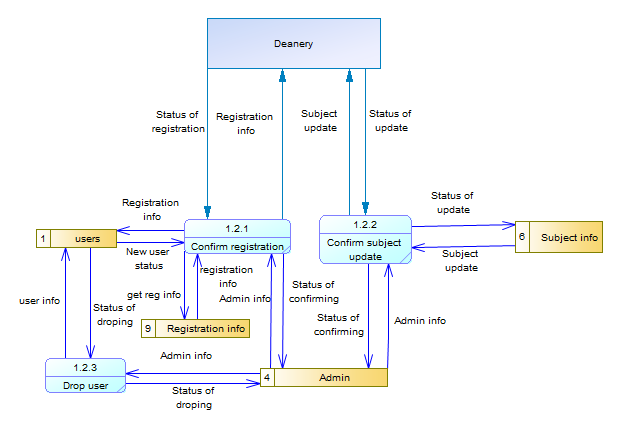 Deanery
Status of
registration
Registration
info
Subject
update
Status of
update
Registration
info
1
users
New user
status
1.2.1
Confirm registration
1.2.2
Confirm subject
update
Status of
update
6
Subject info
Subject
update
user info
Status of
droping
get reg info
registration
info
Admin info
Status of
confirming
Status of
confirming
Admin info
9
Registration info
1.2.3
Drop user
Admin info
Status of
droping
4
Admin